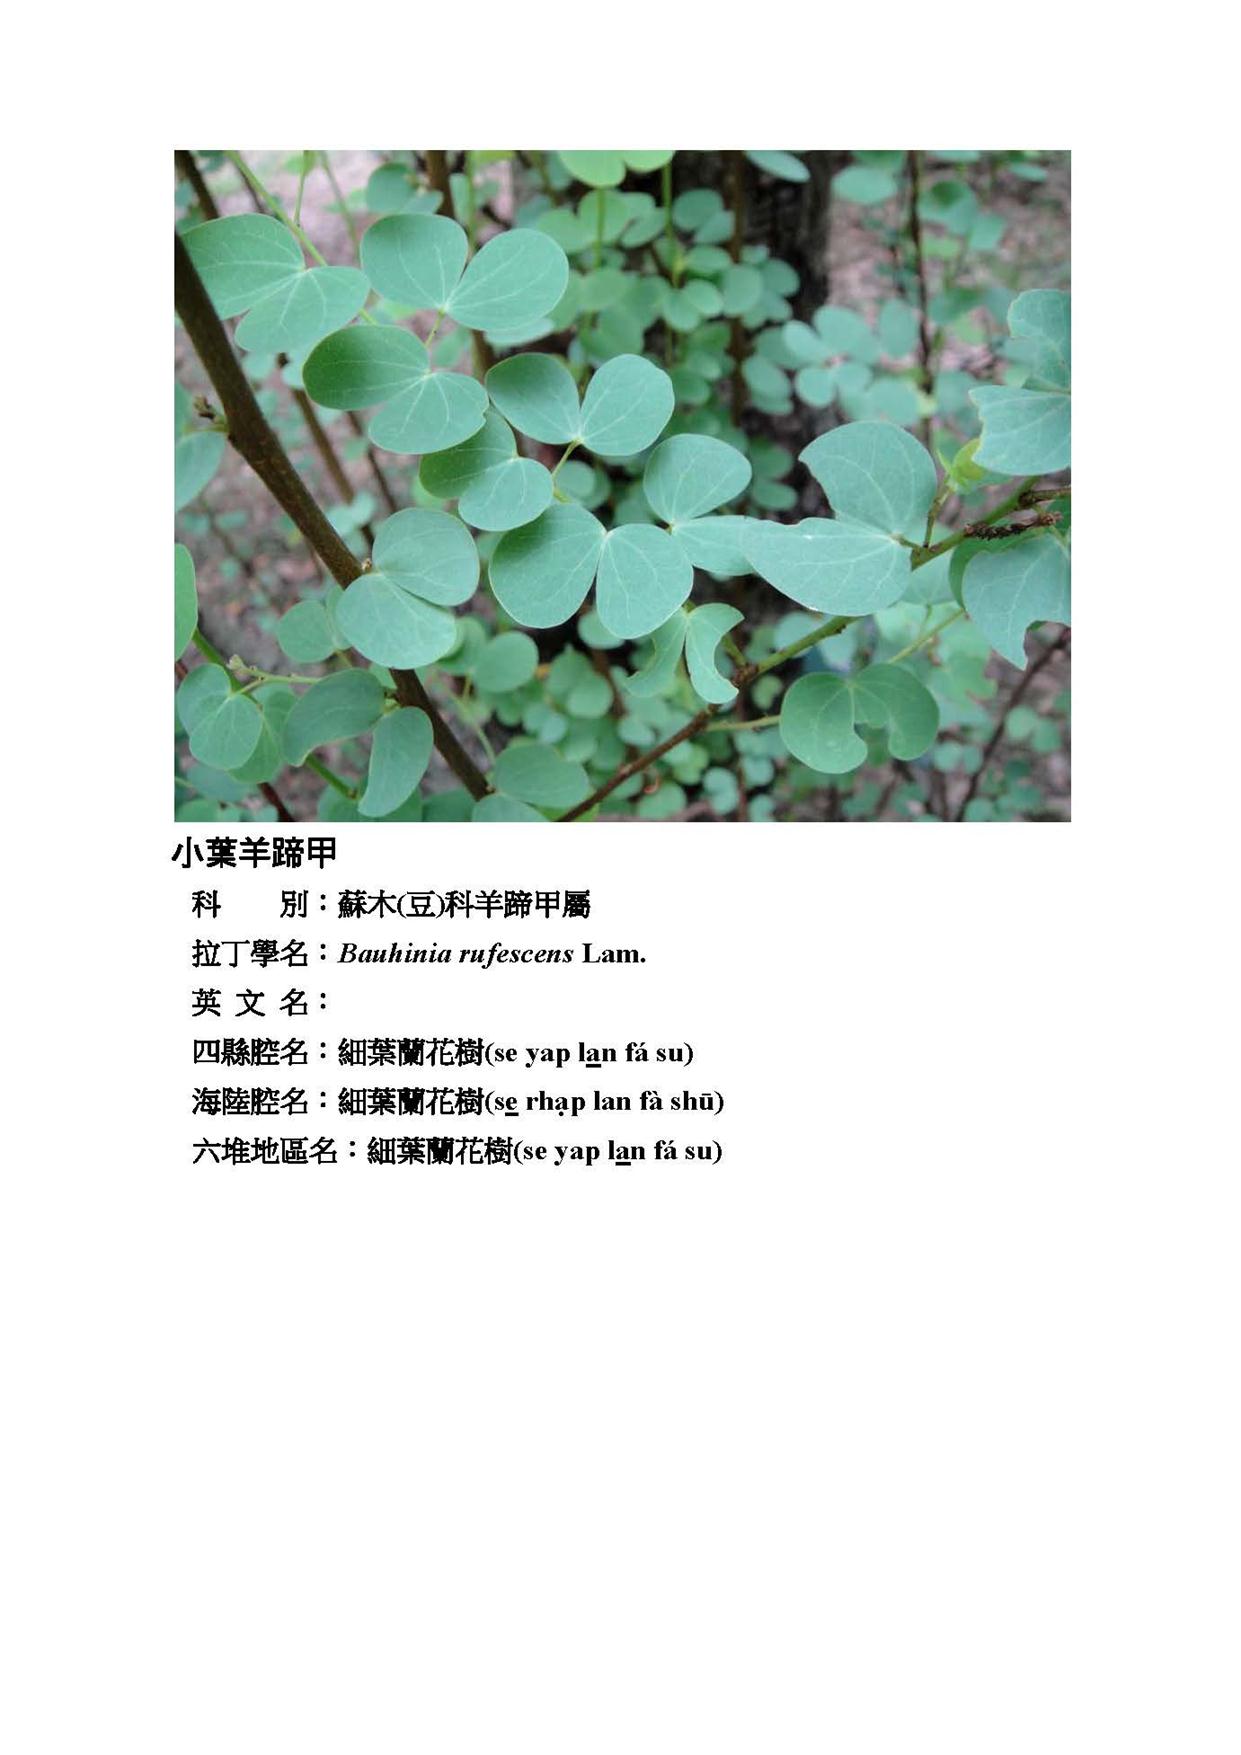 小葉羊蹄甲
科　　別：蘇木(豆)科羊蹄甲屬
拉丁學名：Bauhinia rufescens Lam.
英 文 名：
四縣腔名：細葉蘭花樹(se yap la̲n fá su)
海陸腔名：細葉蘭花樹(se̲ rhạp lan fà shū)
六堆地區名：細葉蘭花樹(se yap la̲n fá su)